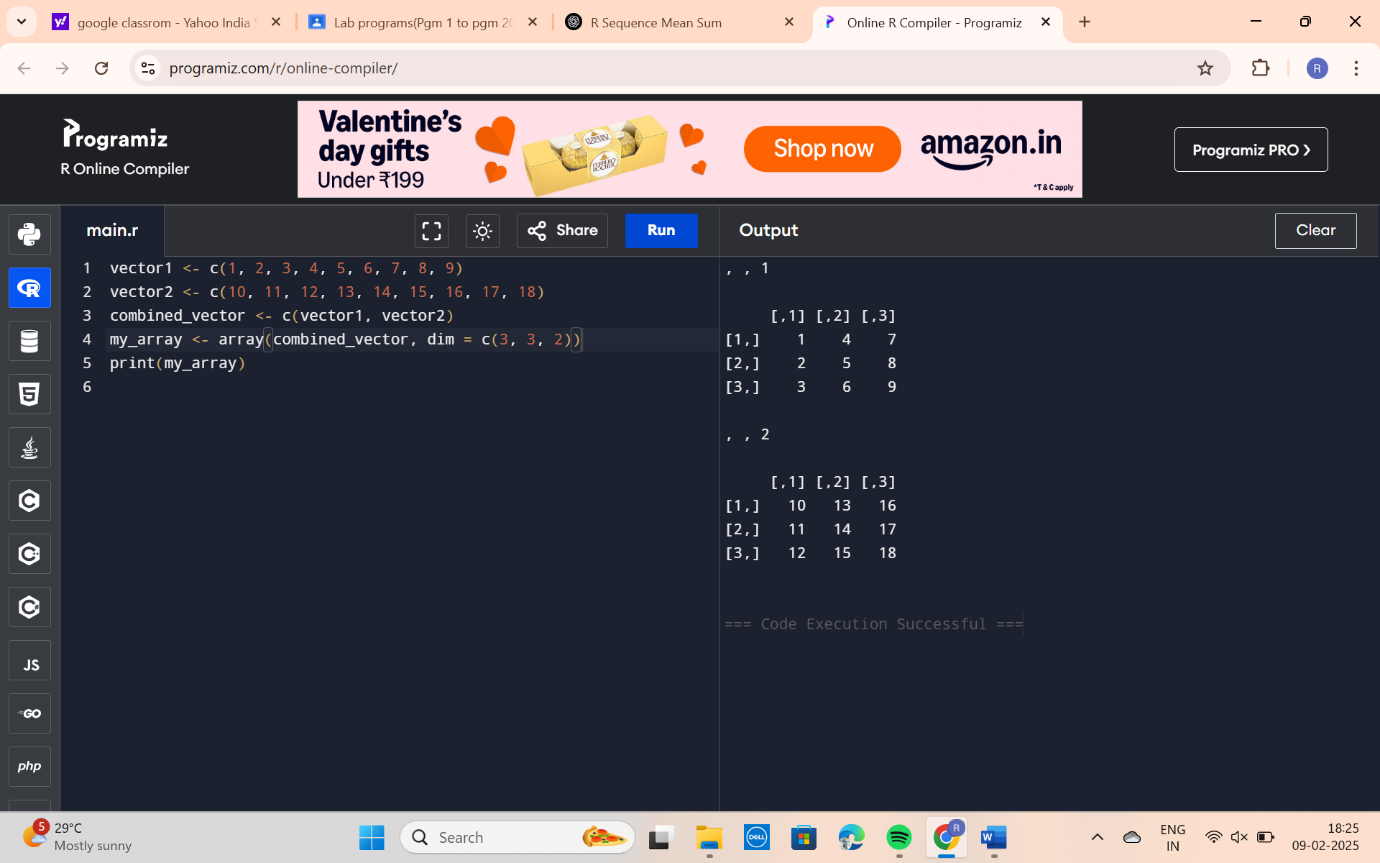 google classrom - Yahoo India S
Lab programs(Pgm 1 to pgm 20
R Sequence Mean Sum
Online R Compiler - Programiz
programiz.com/r/online-compiler/
R
Programiz
R Online Compiler
Valentine's
day gifts
Under ₹199
Shop now
amazon.in
*T & C apply
Programiz PRO ❯
main.r
Share
Run
Output
Clear
1 vector1 <- c(1, 2, 3, 4, 5, 6, 7, 8, 9)
2 vector2 <- c(10, 11, 12, 13, 14, 15, 16, 17, 18)
3 combined_vector <- c(vector1, vector2)
4 my_array <- array(combined_vector, dim = c(3, 3, 2))
5 print(my_array)
6
, , 1
[,1] [,2] [,3]
[1,] 1 4 7
[2,] 2 5 8
[3,] 3 6 9
, , 2
[,1] [,2] [,3]
[1,] 10 13 16
[2,] 11 14 17
[3,] 12 15 18
=== Code Execution Successful ===
R
5
C
C
C
JS
GO
php
5
29°C
Mostly sunny
Search
DELL
R
W
ENG
IN
18:25
09-02-2025